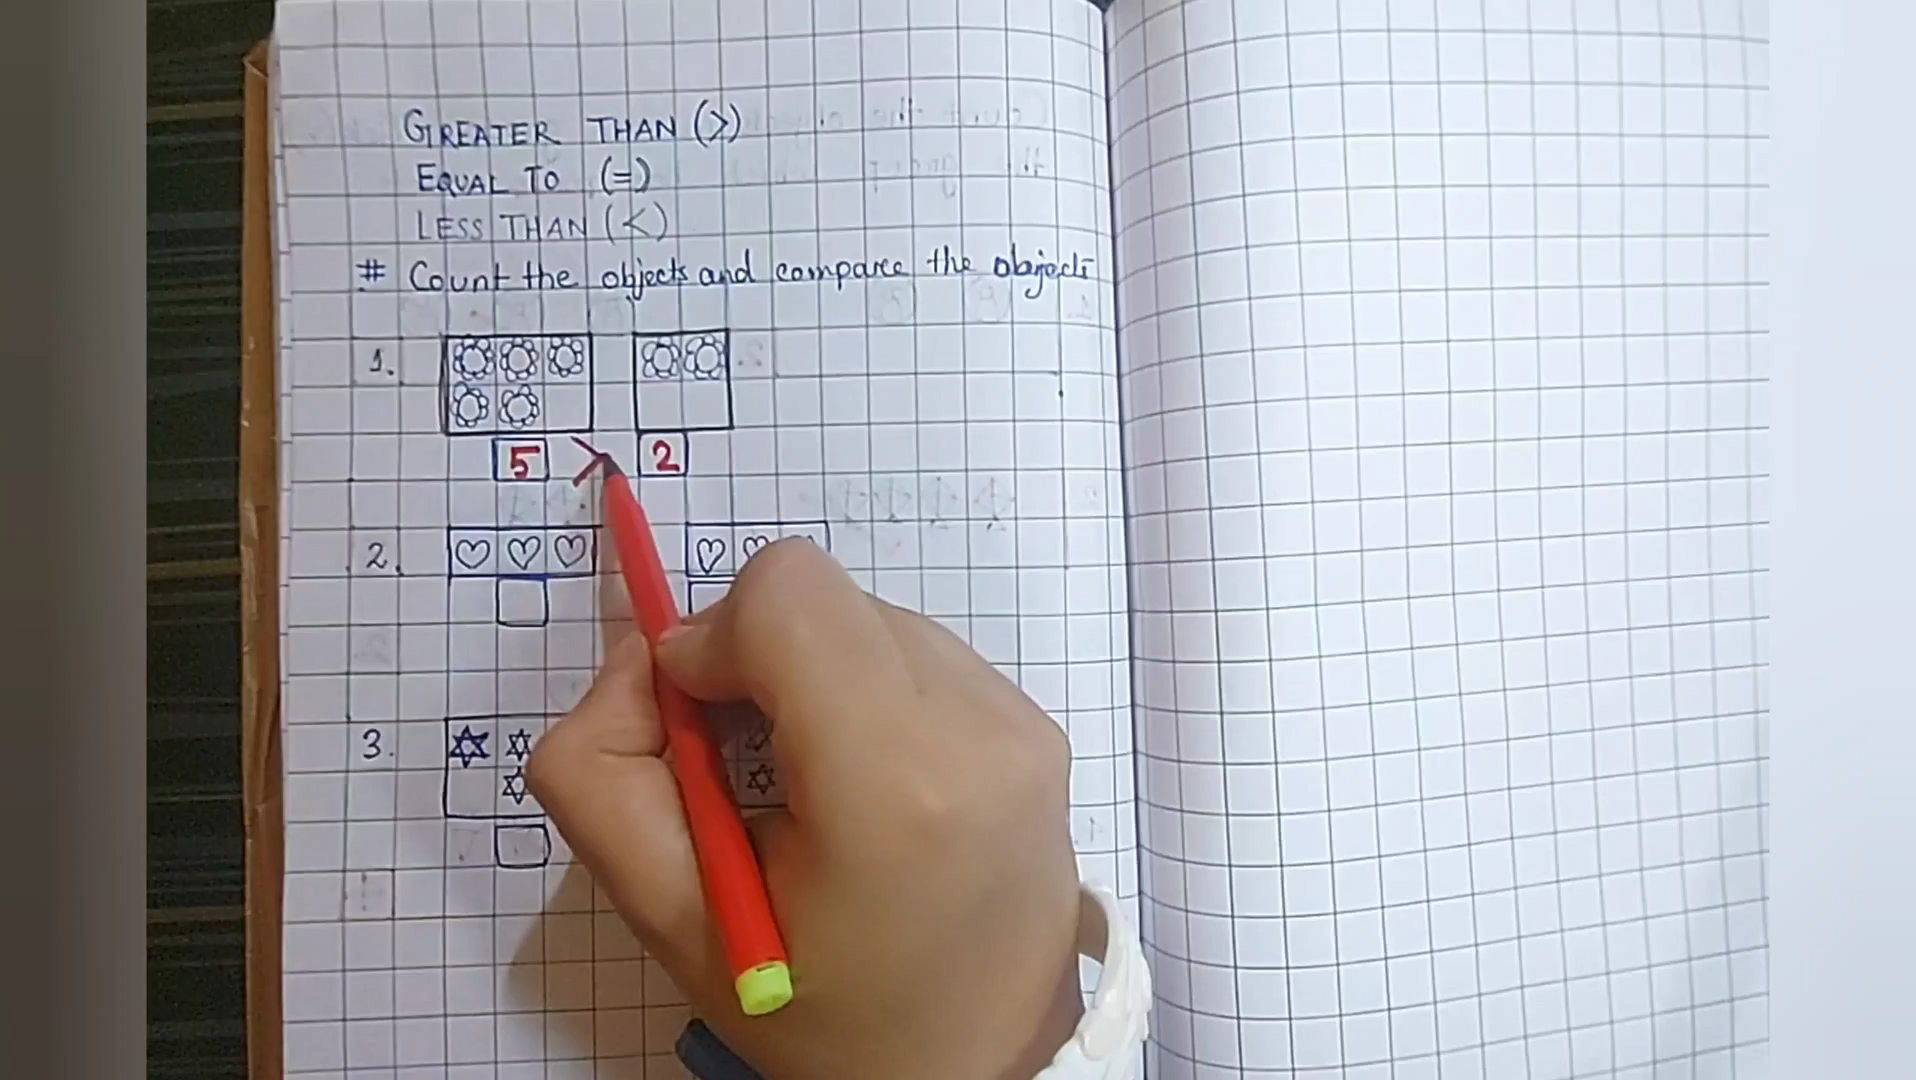 GREATER THAN (>)
EQUAL TO (=)
LESS THAN (<)
# Count the objects and compare the objects
1.
5 > 2
2.
3.